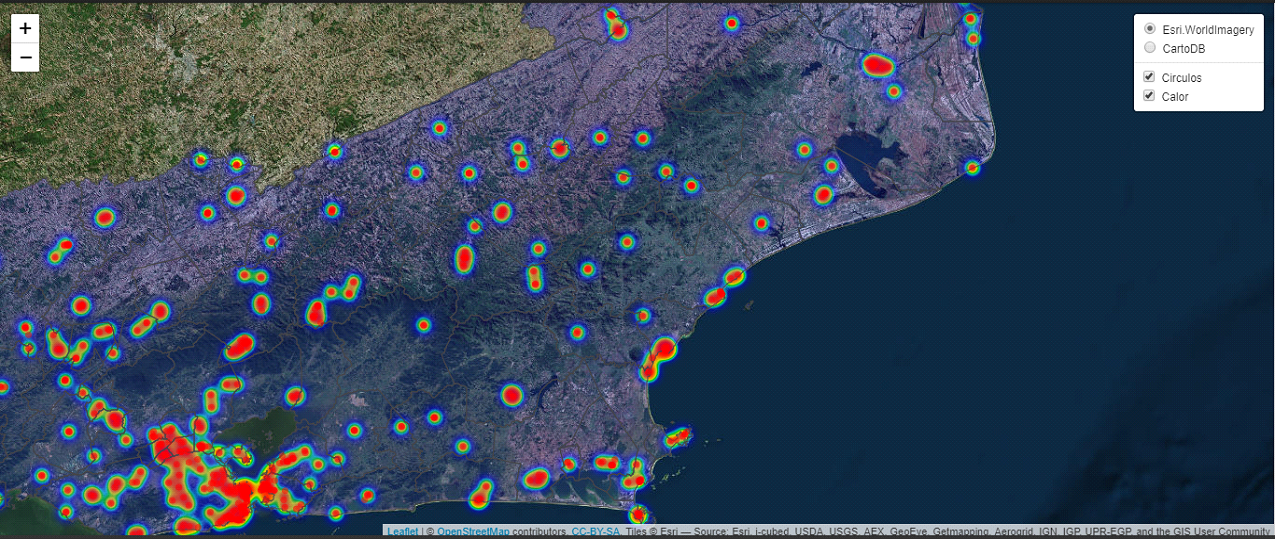 +
−
Esri.WorldImagery
CartoDB
Circulos
Calor
Leaflet | © OpenStreetMap contributors, CC-BY-SA, Tiles © Esri — Source: Esri, i-cubed, USDA, USGS, AEX, GeoEye, Getmapping, Aerogrid, IGN, IGP, UPR-EGP, and the GIS User Community